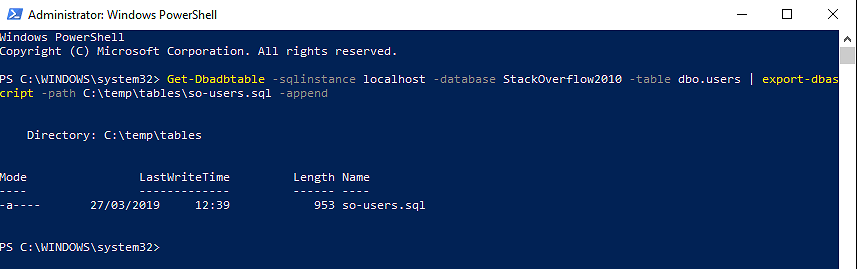 Administrator: Windows PowerShell
Windows PowerShell
Copyright (C) Microsoft Corporation. All rights reserved.
PS C:\WINDOWS\system32> Get-Dbadbtable -sqlinstance localhost -database StackOverflow2010 -table dbo.users | export-dbas
cript -path C:\temp\tables\so-users.sql -append
Directory: C:\temp\tables
Mode LastWriteTime Length Name
---- ------------- ------ ----
-a---- 27/03/2019 12:39 953 so-users.sql
PS C:\WINDOWS\system32>